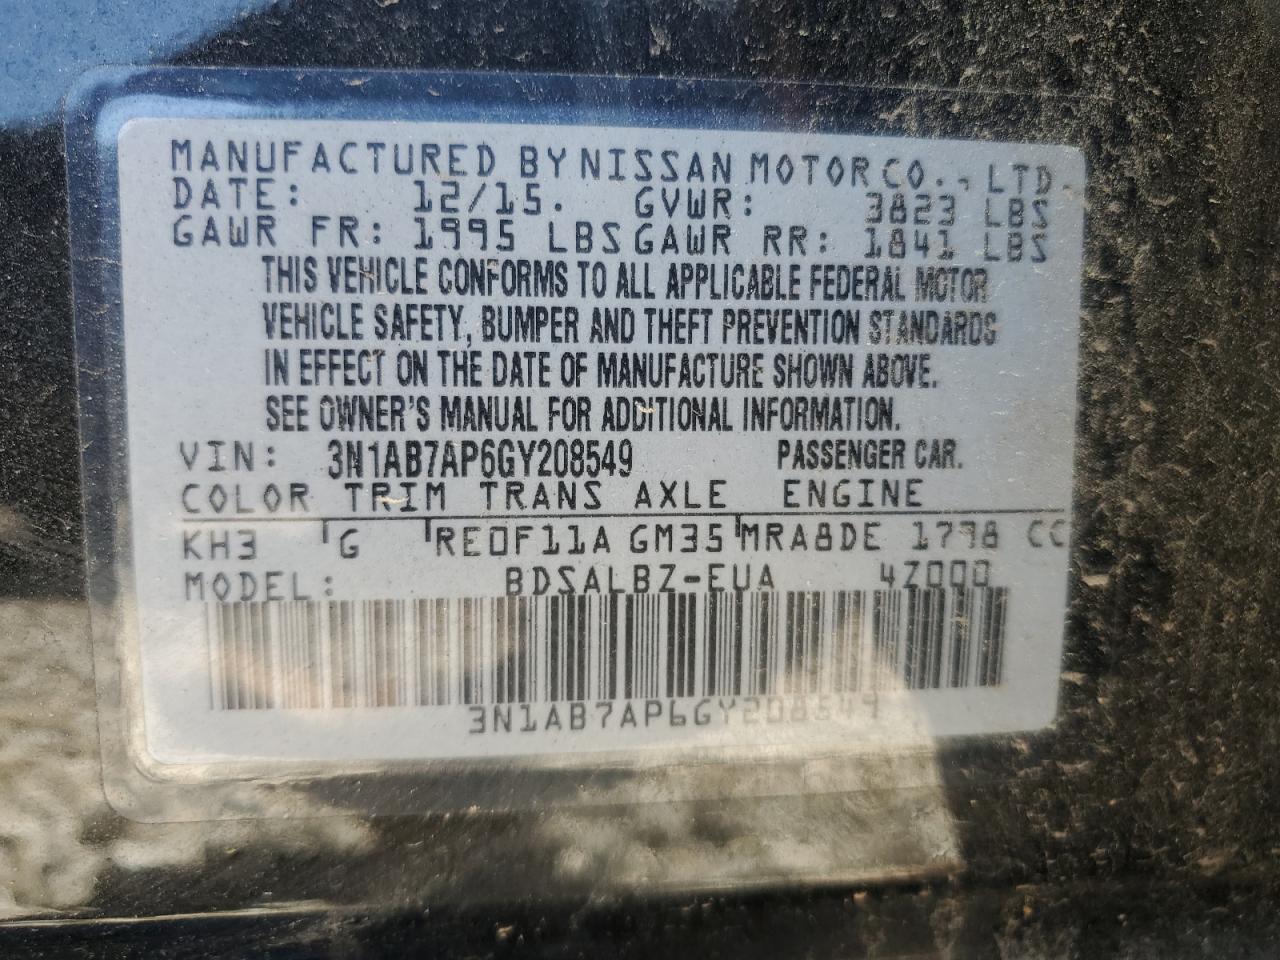 MANUFACTURED BY NISSAN MOTOR CO., LTD.
DATE: 12/15. GVWR: 3823 LBS
GAWR FR: 1995 LBS GAWR RR: 1841 LBS
THIS VEHICLE CONFORMS TO ALL APPLICABLE FEDERAL MOTOR
VEHICLE SAFETY, BUMPER AND THEFT PREVENTION STANDARDS
IN EFFECT ON THE DATE OF MANUFACTURE SHOWN ABOVE.
SEE OWNER'S MANUAL FOR ADDITIONAL INFORMATION.
VIN: 3N1AB7AP6GY208549 PASSENGER CAR.
COLOR TRIM TRANS AXLE ENGINE
KH3 G RE0F11A GM35 MRA8DE 1798 CC
MODEL: BDSALBZ-EUA 4Z000
3N1AB7AP6GY208549